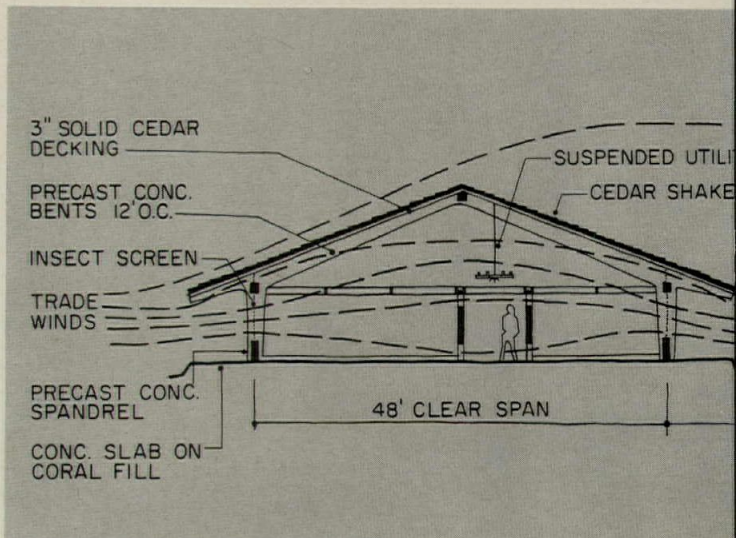 3" SOLID CEDAR
DECKING
PRECAST CONC.
BENTS 12' O.C.
INSECT SCREEN
TRADE
WINDS
PRECAST CONC.
SPANDREL
CONC. SLAB ON
CORAL FILL
SUSPENDED UTILI
CEDAR SHAKE
48' CLEAR SPAN